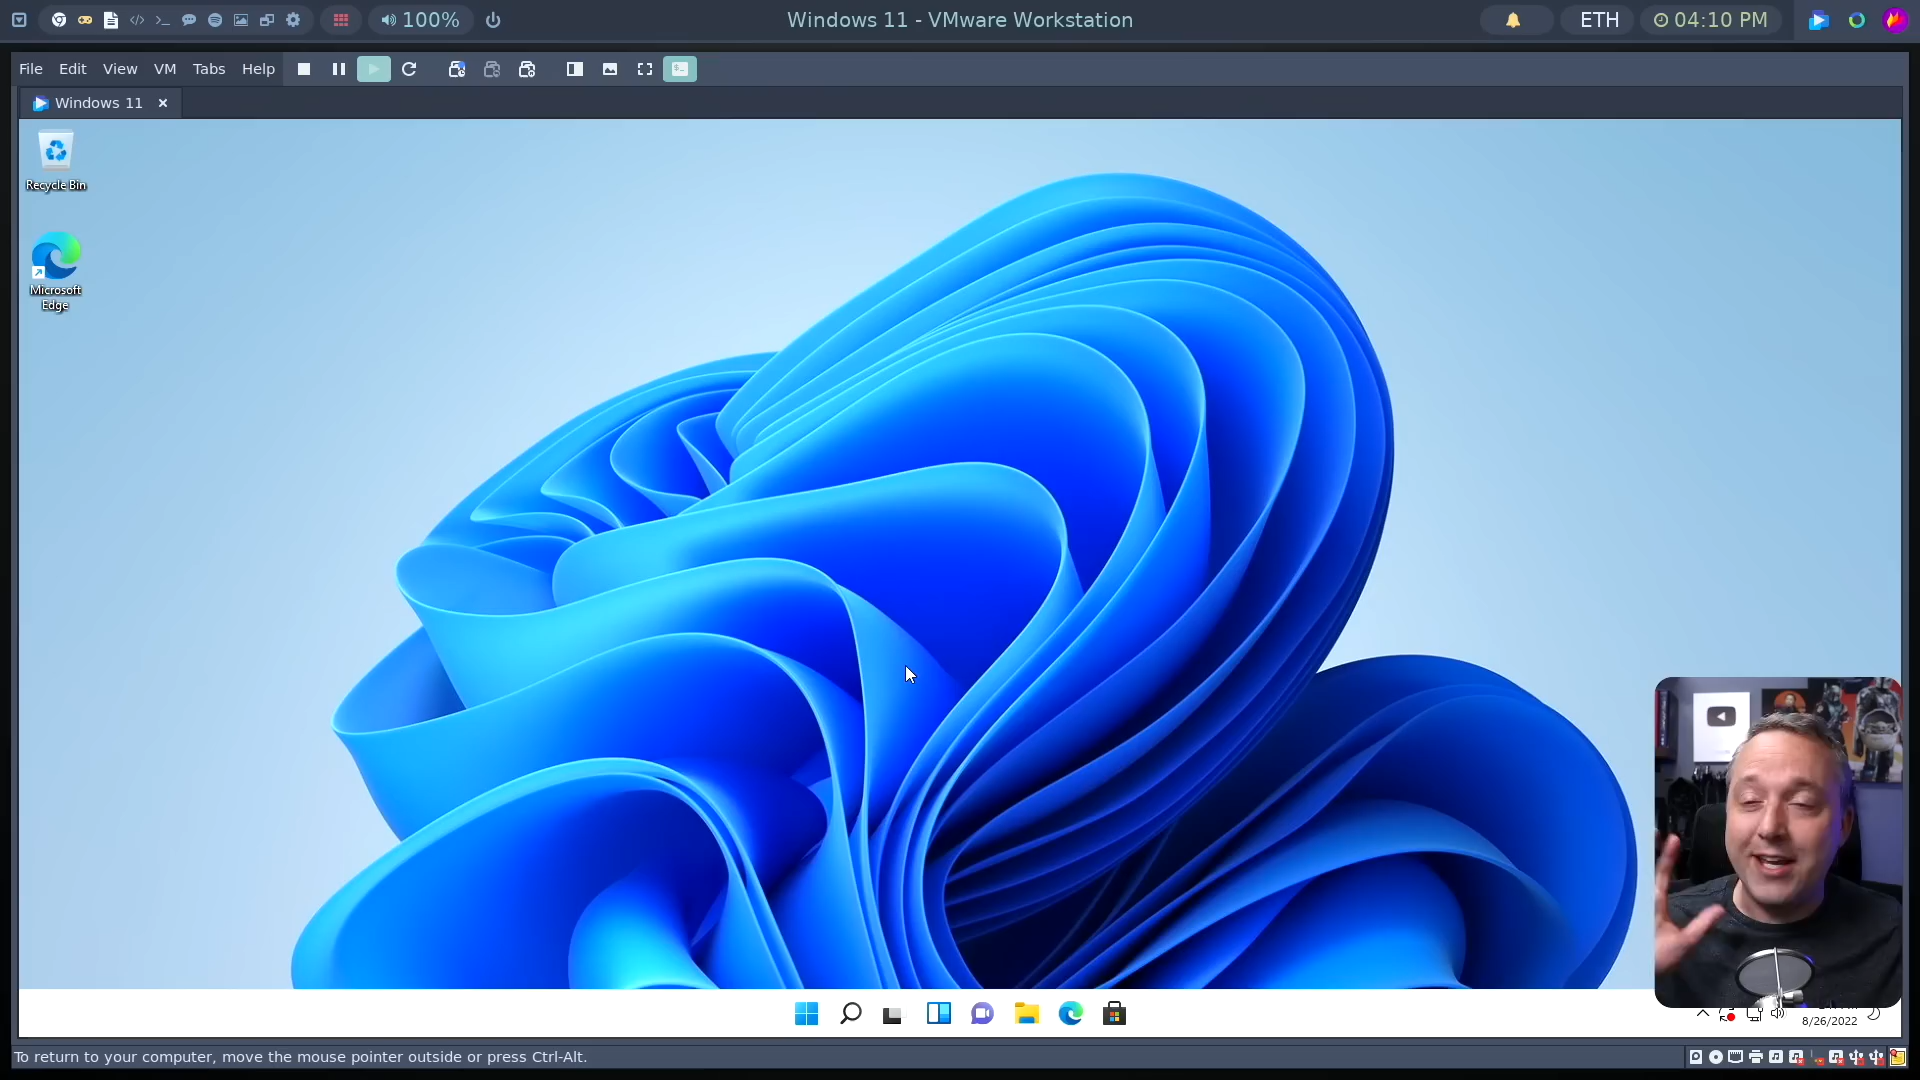 100%
Windows 11 - VMware Workstation
ETH
04:10 PM
File Edit View VM Tabs Help
Windows 11
Recycle Bin
Microsoft
Edge
8/26/2022
To return to your computer, move the mouse pointer outside or press Ctrl-Alt.